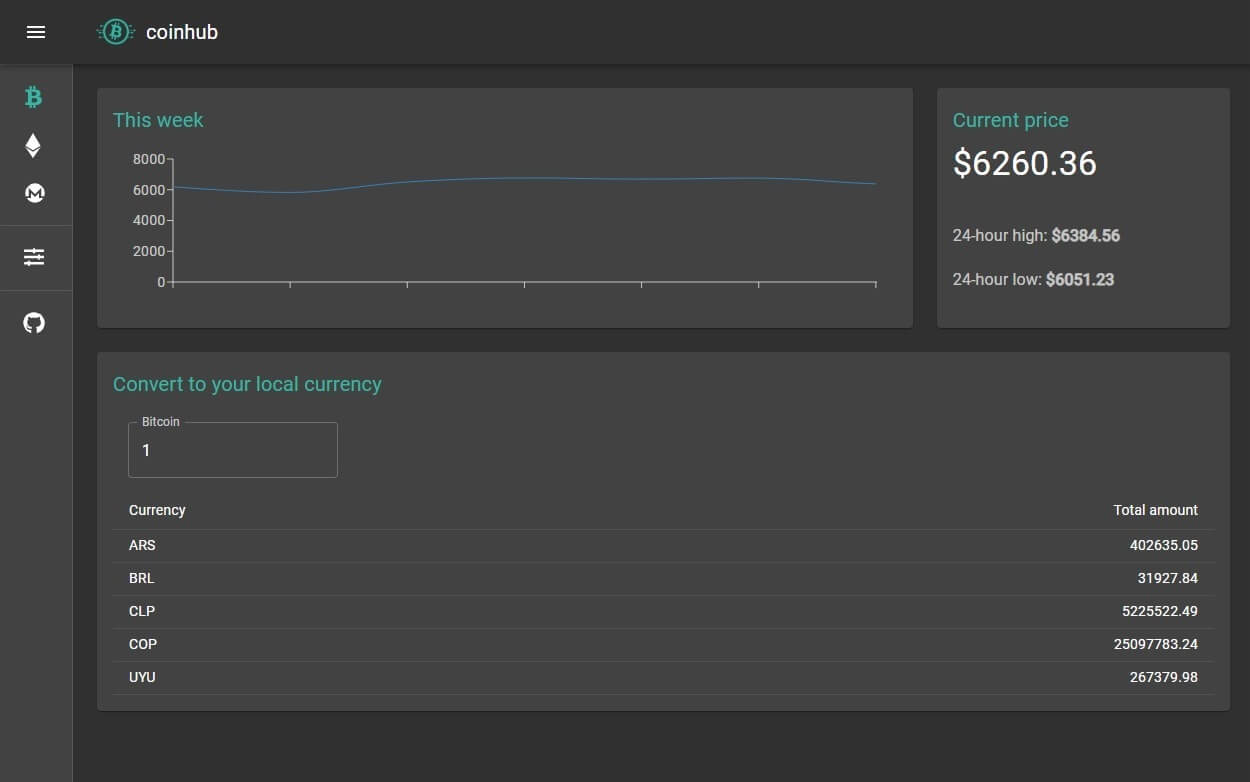 coinhub
This week
8000
6000
4000
2000
0
Current price
$6260.36
24-hour high: $6384.56
24-hour low: $6051.23
Convert to your local currency
Bitcoin
1
Currency Total amount
ARS 402635.05
BRL 31927.84
CLP 5225522.49
COP 25097783.24
UYU 267379.98